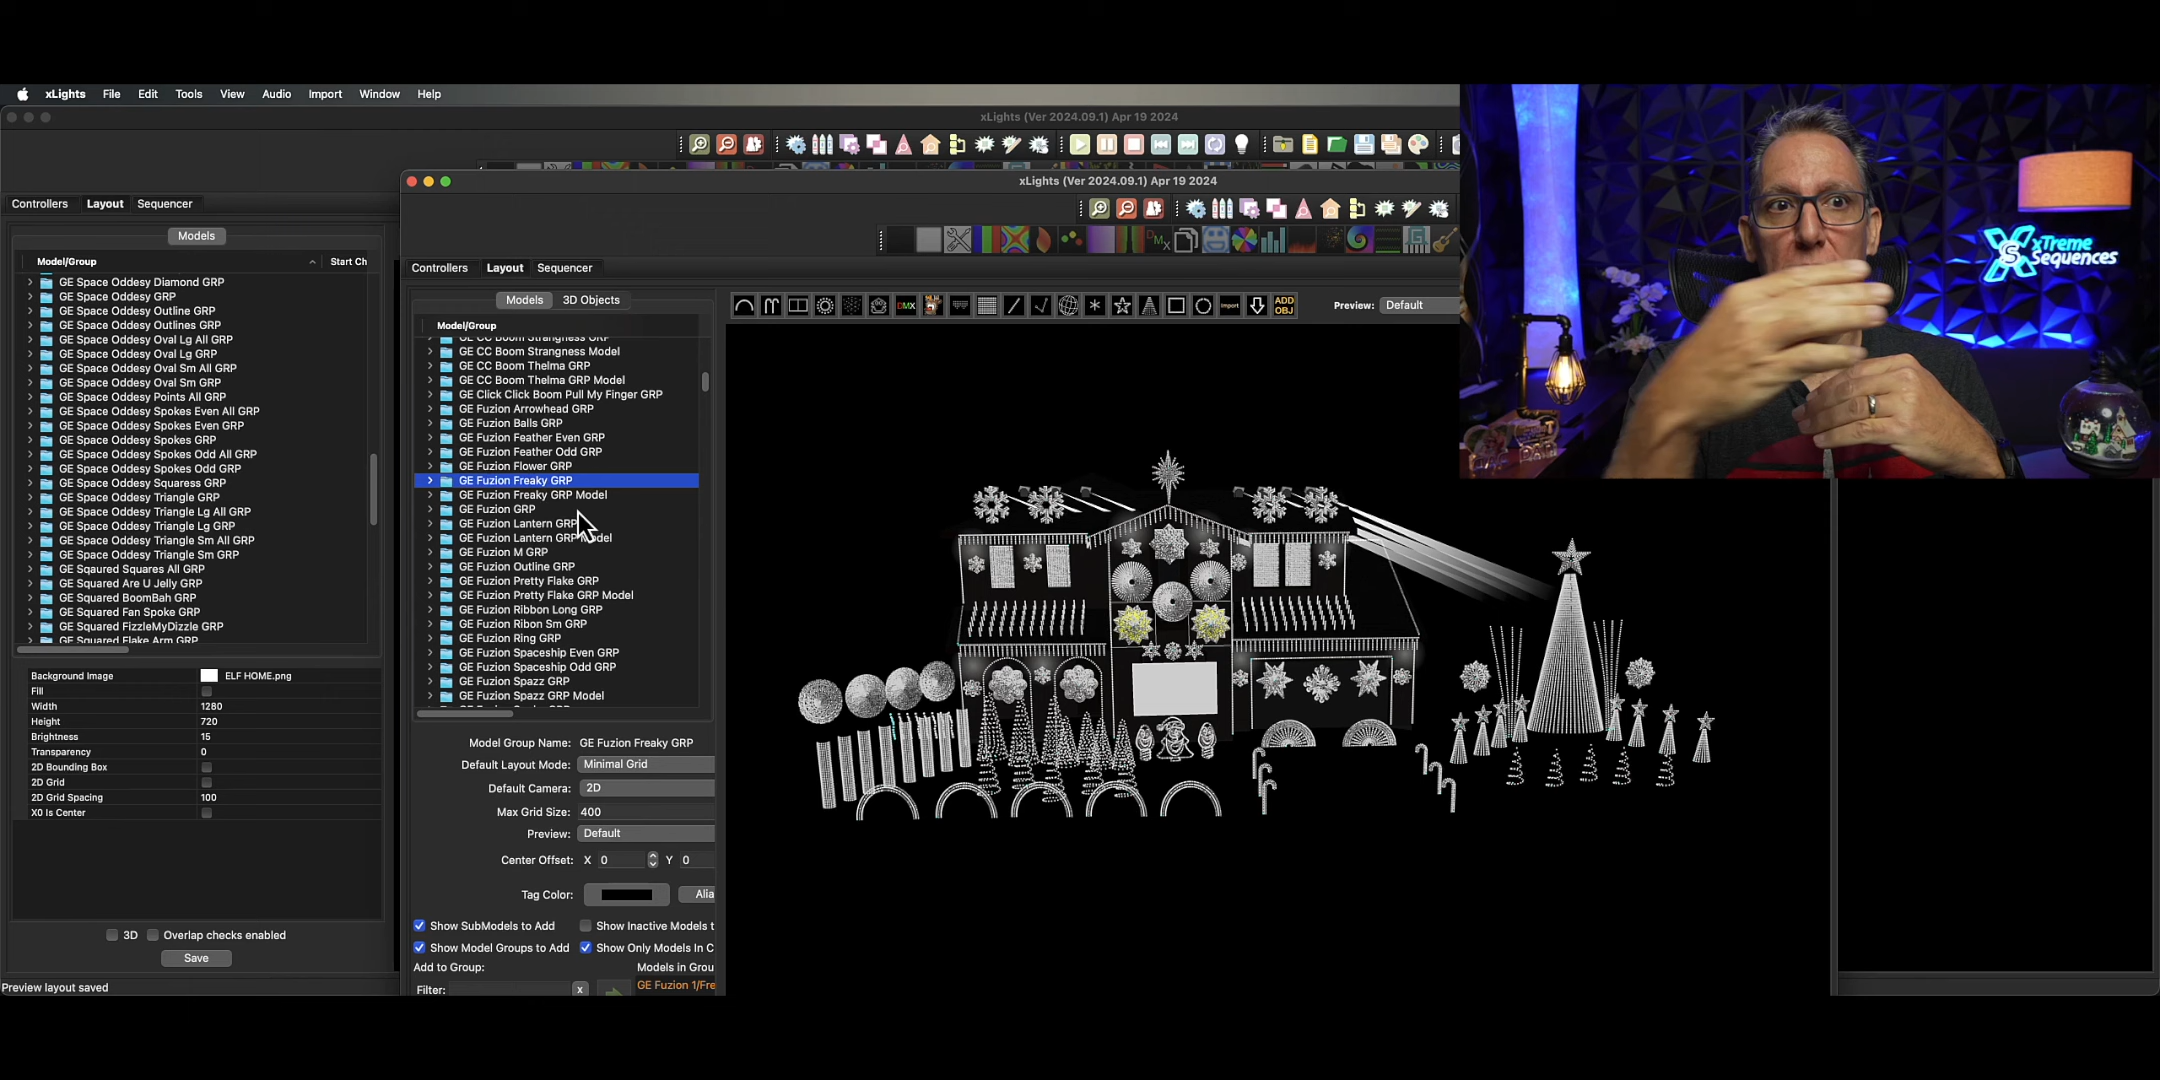 xLights File Edit Tools View Audio Import Window Help
xLights (Ver 2024.09.1) Apr 19 2024
Controllers Layout Sequencer
Models
Model/Group Start Ch
GE Space Oddesy Diamond GRP
GE Space Oddesy GRP
GE Space Oddesy Outline GRP
GE Space Oddesy Outlines GRP
GE Space Oddesy Oval Lg All GRP
GE Space Oddesy Oval Lg GRP
GE Space Oddesy Oval Sm All GRP
GE Space Oddesy Oval Sm GRP
GE Space Oddesy Points All GRP
GE Space Oddesy Spokes Even All GRP
GE Space Oddesy Spokes Even GRP
GE Space Oddesy Spokes GRP
GE Space Oddesy Spokes Odd All GRP
GE Space Oddesy Spokes Odd GRP
GE Space Oddesy Squaress GRP
GE Space Oddesy Triangle GRP
GE Space Oddesy Triangle Lg All GRP
GE Space Oddesy Triangle Lg GRP
GE Space Oddesy Triangle Sm All GRP
GE Space Oddesy Triangle Sm GRP
GE Sqaured Squares All GRP
GE Squared Are U Jelly GRP
GE Squared BoomBah GRP
GE Squared Fan Spoke GRP
GE Squared FizzleMyDizzle GRP
GE Squared Flake Arm GRP
Background Image ELF HOME.png
Fill
Width 1280
Height 720
Brightness 15
Transparency 0
2D Bounding Box
2D Grid
2D Grid Spacing 100
X0 Is Center
3D Overlap checks enabled
Save
Preview layout saved
xLights (Ver 2024.09.1) Apr 19 2024
Controllers Layout Sequencer
Models 3D Objects
DMX
Import
ADD
OBJ
Preview: Default
Model/Group
GE CC Boom Strangness GRP
GE CC Boom Strangness Model
GE CC Boom Thelma GRP
GE CC Boom Thelma GRP Model
GE Click Click Boom Pull My Finger GRP
GE Fuzion Arrowhead GRP
GE Fuzion Balls GRP
GE Fuzion Feather Even GRP
GE Fuzion Feather Odd GRP
GE Fuzion Flower GRP
GE Fuzion Freaky GRP
GE Fuzion Freaky GRP Model
GE Fuzion GRP
GE Fuzion Lantern GRP
GE Fuzion Lantern GRP Model
GE Fuzion M GRP
GE Fuzion Outline GRP
GE Fuzion Pretty Flake GRP
GE Fuzion Pretty Flake GRP Model
GE Fuzion Ribbon Long GRP
GE Fuzion Ribon Sm GRP
GE Fuzion Ring GRP
GE Fuzion Spaceship Even GRP
GE Fuzion Spaceship Odd GRP
GE Fuzion Spazz GRP
GE Fuzion Spazz GRP Model
Model Group Name: GE Fuzion Freaky GRP
Default Layout Mode: Minimal Grid
Default Camera: 2D
Max Grid Size: 400
Preview: Default
Center Offset: X 0 Y 0
Tag Color: Alia
Show SubModels to Add Show Inactive Models t
Show Model Groups to Add Show Only Models In C
Add to Group: Models in Grou
Filter: x GE Fuzion 1/Fre
xTreme
Sequences